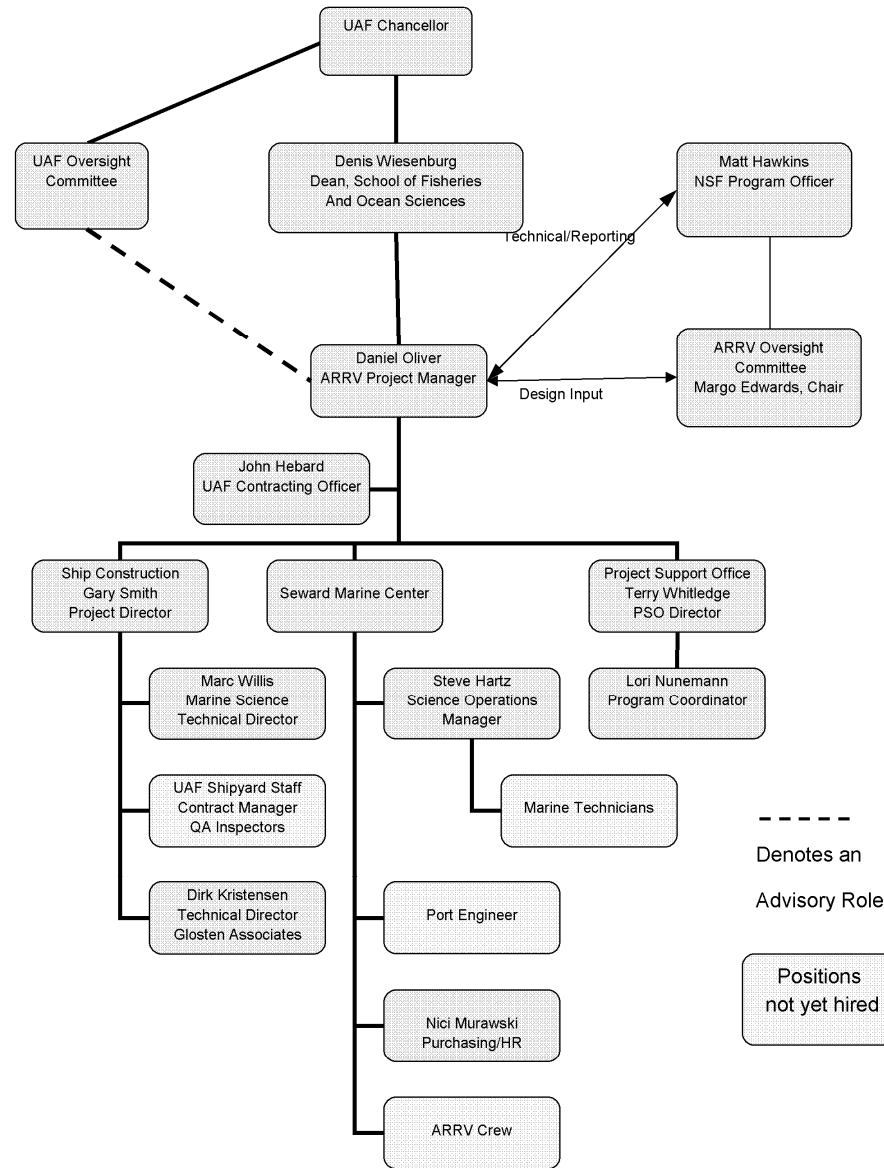 UAF Chancellor
UAF Oversight
Committee
Denis Wiesenburg
Dean, School of Fisheries
And Ocean Sciences
Matt Hawkins
NSF Program Officer
Technical/Reporting
Daniel Oliver
ARRV Project Manager
Design Input
ARRV Oversight
Committee
Margo Edwards, Chair
John Hebard
UAF Contracting Officer
Ship Construction
Gary Smith
Project Director
Seward Marine Center
Project Support Office
Terry Whitledge
PSO Director
Marc Willis
Marine Science
Technical Director
Steve Hartz
Science Operations
Manager
Lori Nunemann
Program Coordinator
UAF Shipyard Staff
Contract Manager
QA Inspectors
Marine Technicians
Dirk Kristensen
Technical Director
Glosten Associates
Port Engineer
Nici Murawski
Purchasing/HR
ARRV Crew
Denotes an
Advisory Role
Positions
not yet hired